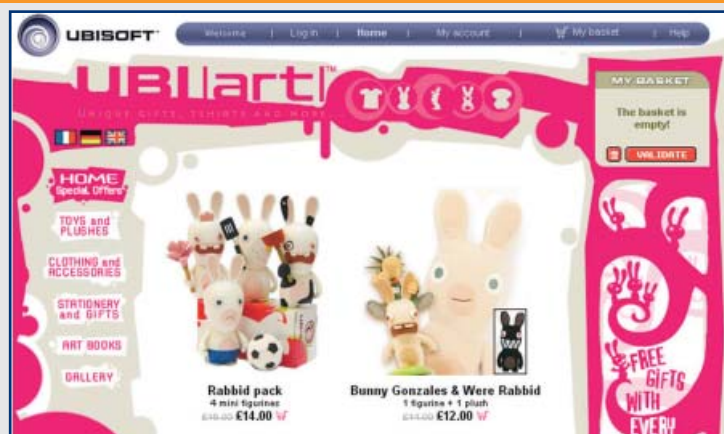 UBISOFT
Welcome | Log in | Home | My account | My basket | Help
UBIart™
UNIQUE GIFTS, TSHIRTS AND MORE...
MY BASKET
The basket is
empty!
VALIDATE
HOME
Special Offers
TOYS and
PLUSHES
CLOTHING and
ACCESSORIES
STATIONERY
and GIFTS
ART BOOKS
GALLERY
Rabbid pack
4 mini figurines
£14.00
Bunny Gonzales & Were Rabbid
1 figurine + 1 plush
£12.00
FREE
GIFTS
WITH
EVERY